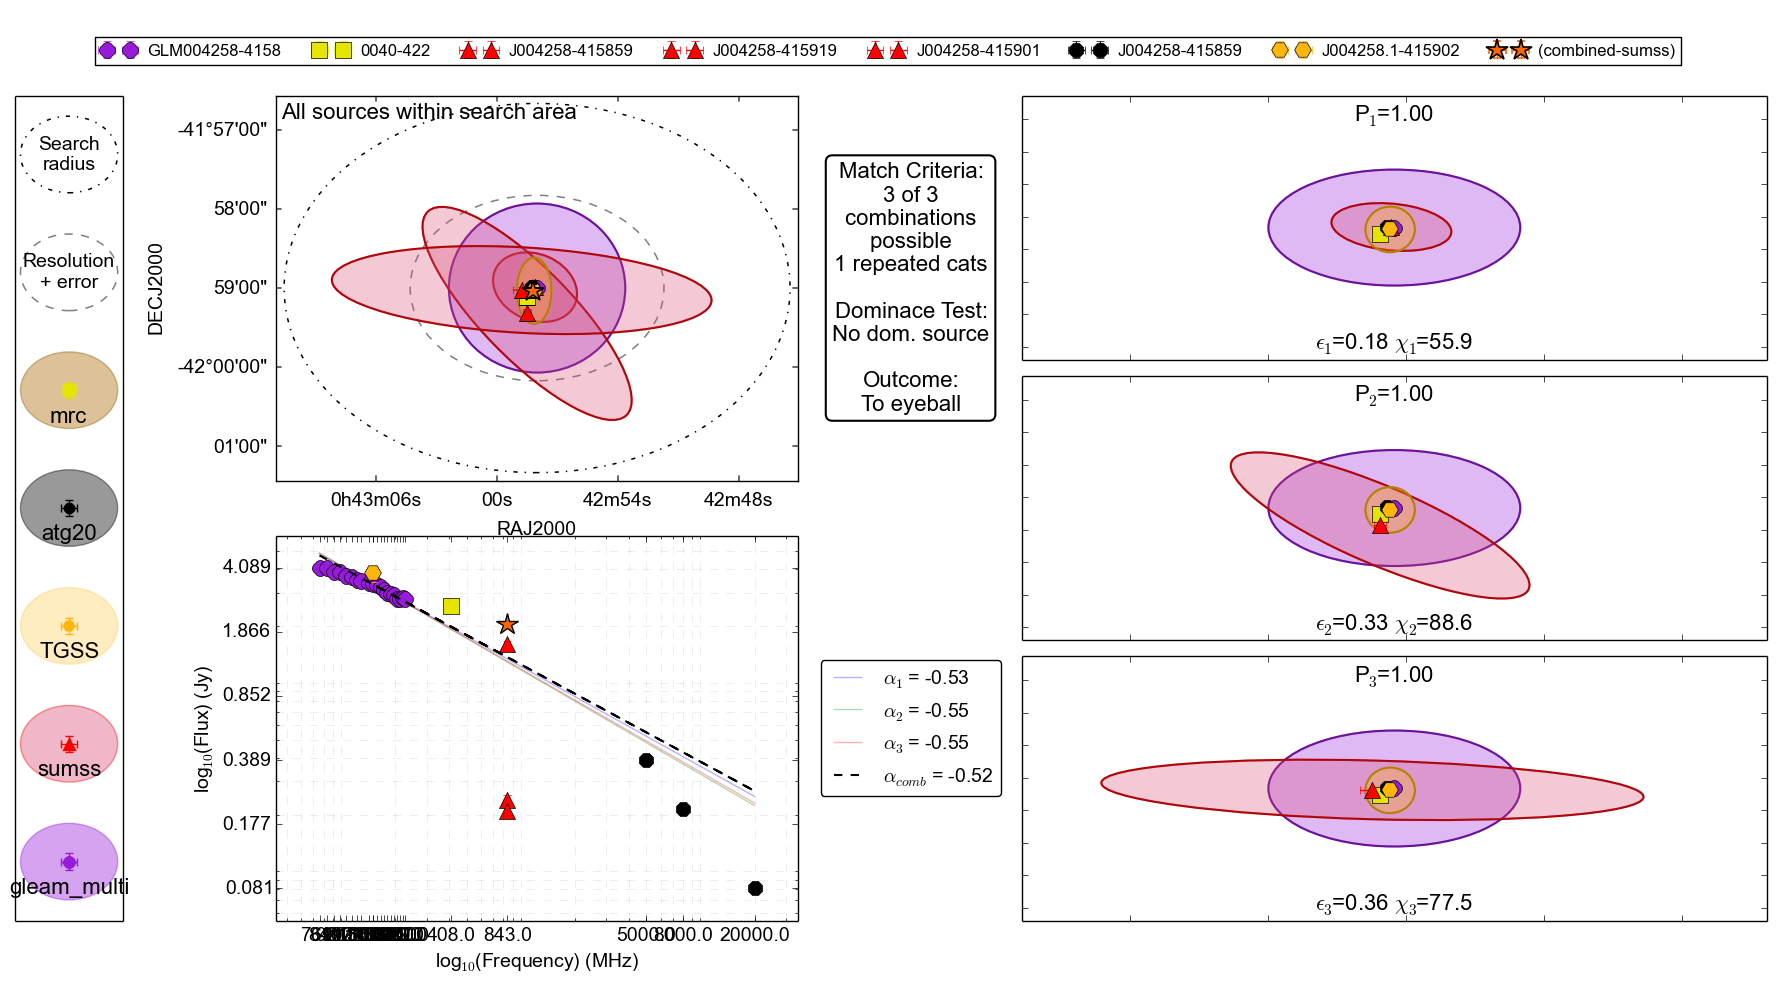 GLM004258-4158 0040-422 J004258-415859 J004258-415919 J004258-415901 J004258-415859 J004258.1-415902 (combined-sumss)
Search
radius
Resolution
+ error
mrc
atg20
TGSS
sumss
gleam_multi
All sources within search area
DECJ2000
-41°57'00"
58'00"
59'00"
-42°00'00"
01'00"
0h43m06s 00s 42m54s 42m48s
RAJ2000
Match Criteria:
3 of 3
combinations
possible
1 repeated cats
Dominace Test:
No dom. source
Outcome:
To eyeball
log10(Flux) (Jy)
4.089
1.866
0.852
0.389
0.177
0.081
408.0 843.0 5000.0 8000.0 20000.0
log10(Frequency) (MHz)
α1 = -0.53
α2 = -0.55
α3 = -0.55
αcomb = -0.52
P1=1.00
ϵ1=0.18 χ1=55.9
P2=1.00
ϵ2=0.33 χ2=88.6
P3=1.00
ϵ3=0.36 χ3=77.5